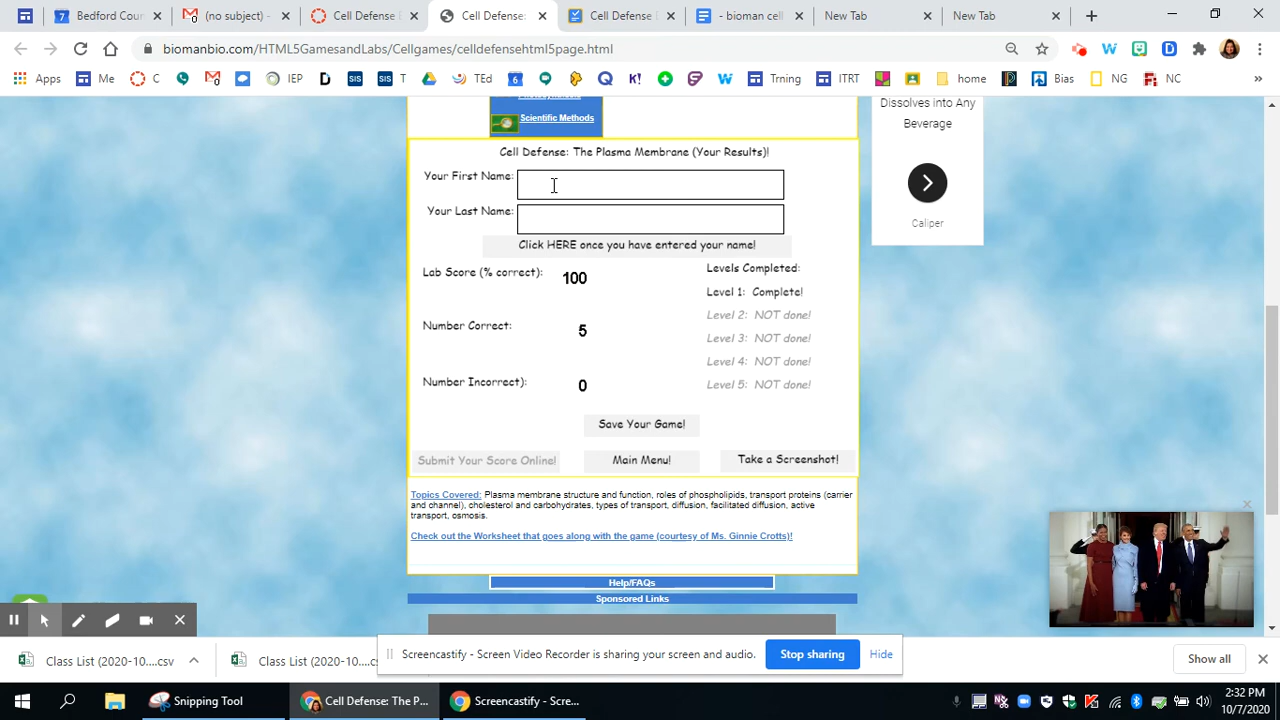 Bedford Coun
(no subject) -
Cell Defense E
Cell Defense:
Cell Defense
- bioman cell
New Tab
New Tab
biomanbio.com/HTML5GamesandLabs/Cellgames/celldefensehtml5page.html
Apps
Me
C
IEP
T
TEd
Trning
ITRT
home
Bias
NG
NC
Dissolves into Any
Beverage
Caliper
Scientific Methods
Cell Defense: The Plasma Membrane (Your Results)!
Your First Name:
Your Last Name:
Click HERE once you have entered your name!
Lab Score (% correct): 100
Levels Completed:
Level 1: Complete!
Level 2: NOT done!
Number Correct: 5
Level 3: NOT done!
Level 4: NOT done!
Number Incorrect): 0
Level 5: NOT done!
Save Your Game!
Submit Your Score Online!
Main Menu!
Take a Screenshot!
Topics Covered: Plasma membrane structure and function, roles of phospholipids, transport proteins (carrier
and channel), cholesterol and carbohydrates, types of transport, diffusion, facilitated diffusion, active
transport, osmosis.
Check out the Worksheet that goes along with the game (courtesy of Ms. Ginnie Crotts)!
Help/FAQs
Sponsored Links
Screencastify - Screen Video Recorder is sharing your screen and audio.
Stop sharing
Hide
Class List (2020-10....csv
Class List (2020-10....cs
Show all
Snipping Tool
Cell Defense: The P...
Screencastify - Scre...
2:32 PM
10/7/2020